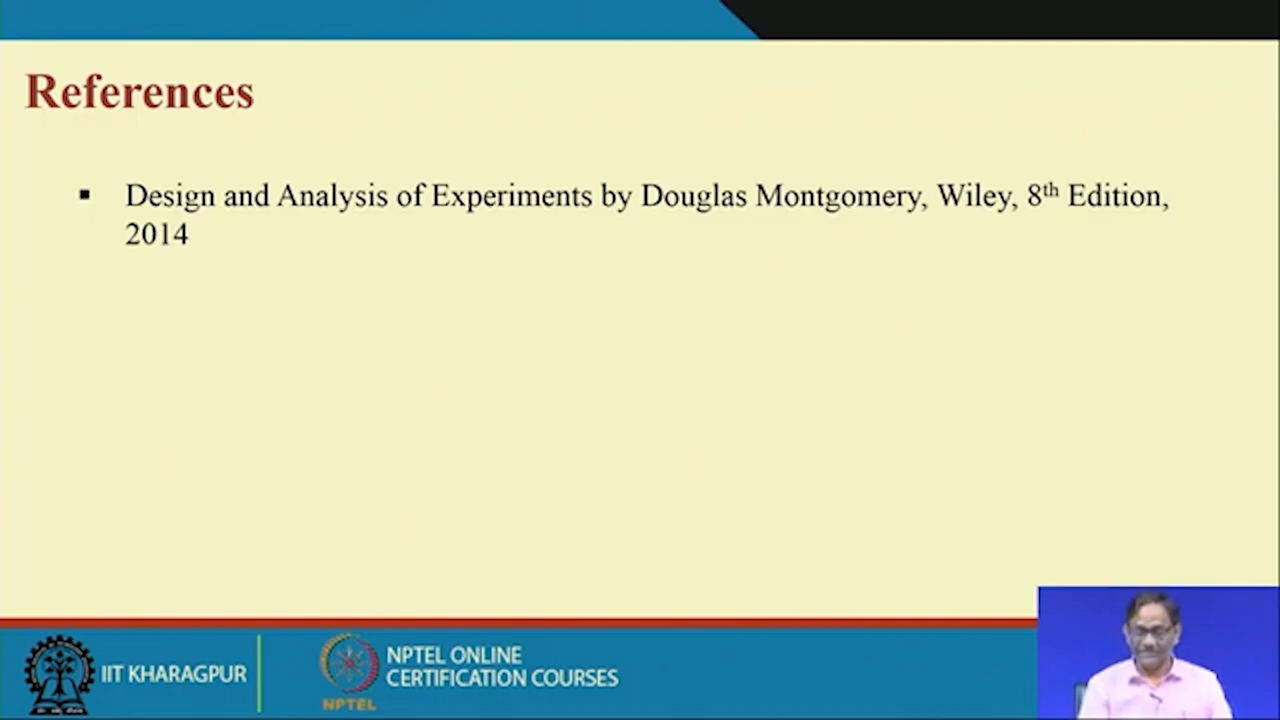 References
▪ Design and Analysis of Experiments by Douglas Montgomery, Wiley, 8th Edition,
2014
IIT KHARAGPUR
NPTEL ONLINE
CERTIFICATION COURSES
NPTEL